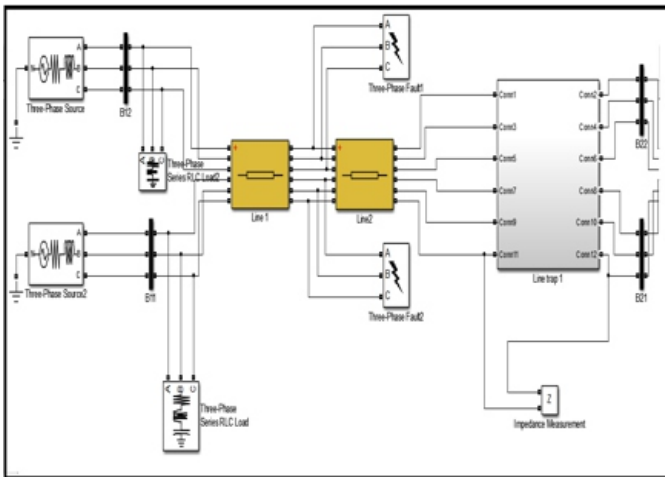 A
B
C
N
Three-Phase Source
B12
A
B
C
Three-Phase
Series RLC Load2
A
B
C
N
Three-Phase Source2
B11
A
B
C
Three-Phase
Series RLC Load
Line 1
Line2
A
B
C
Three-Phase Fault1
A
B
C
Three-Phase Fault2
Conn1
Conn3
Conn5
Conn7
Conn9
Conn11
Conn2
Conn4
Conn6
Conn8
Conn10
Conn12
Line trap 1
B22
B21
Z
Impedance Measurement